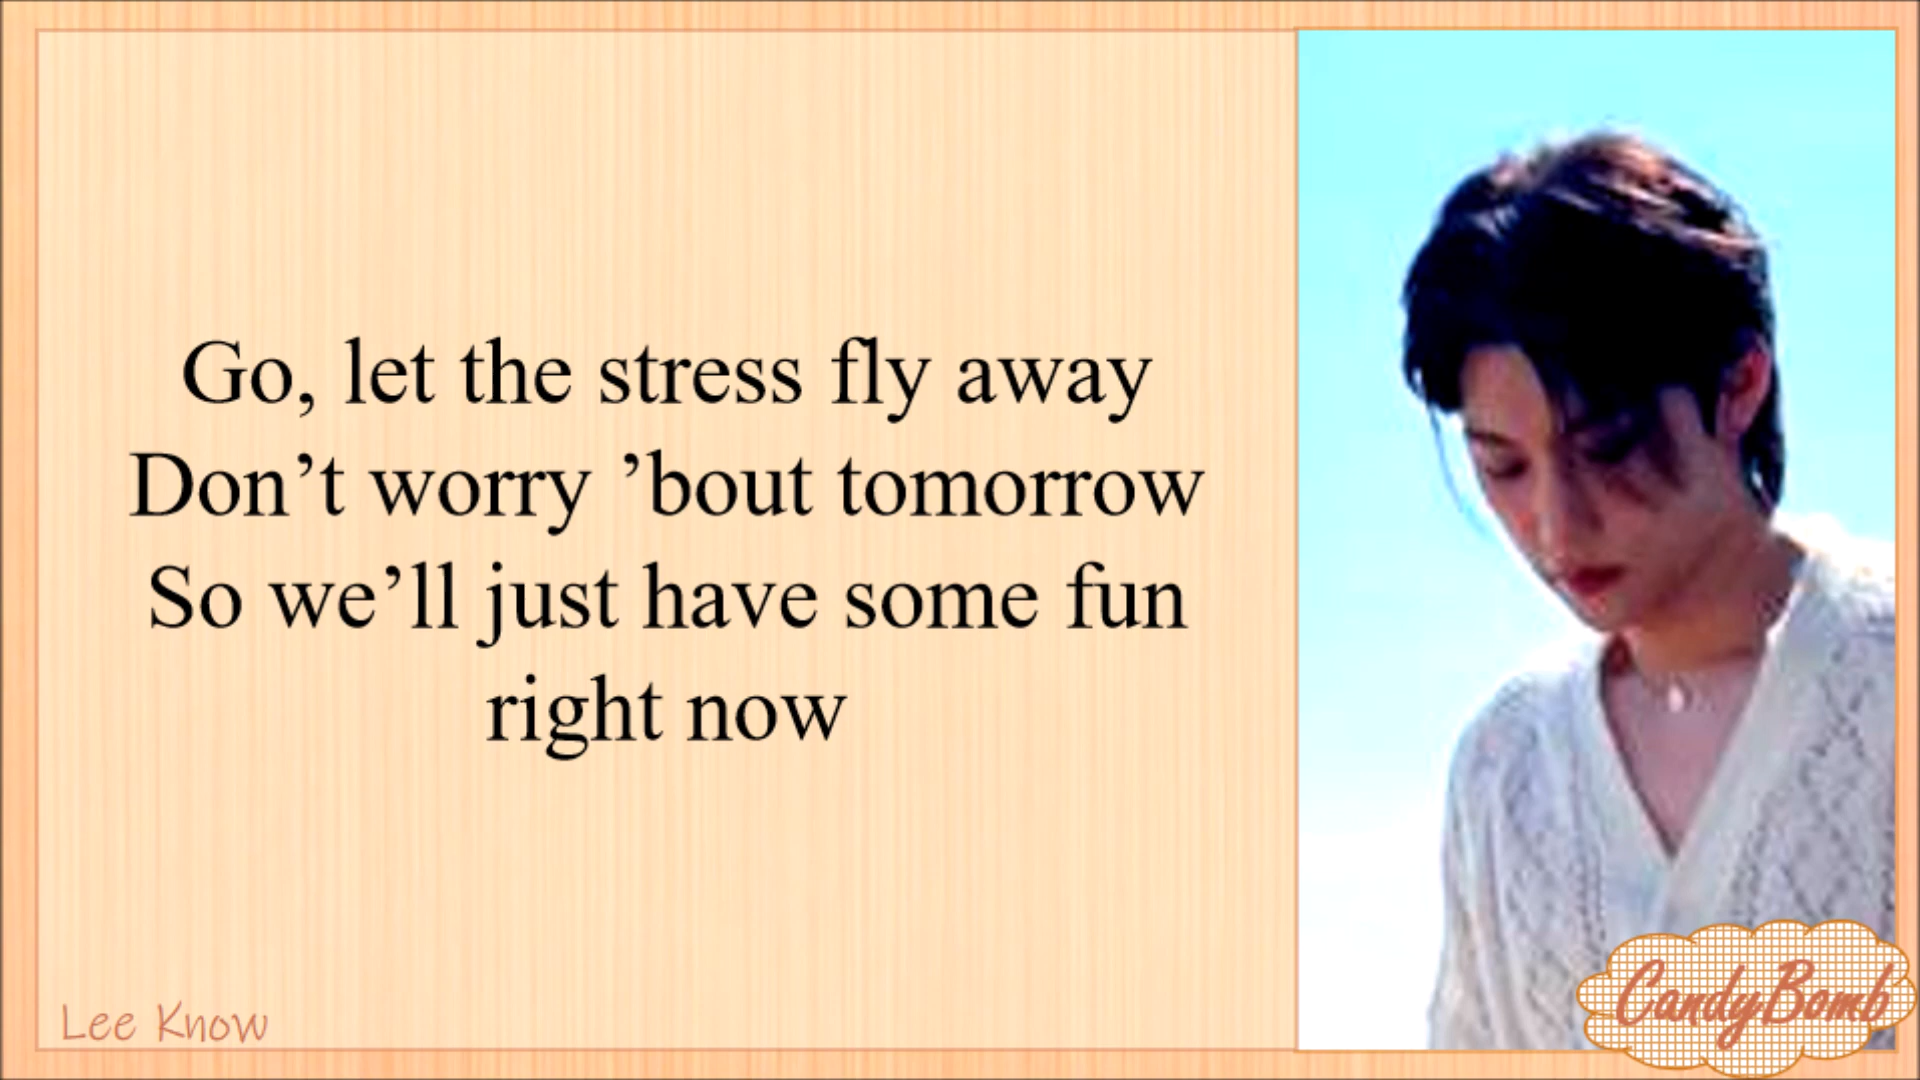 Go, let the stress fly away
Don’t worry ’bout tomorrow
So we’ll just have some fun
right now
Lee Know
CandyBomb